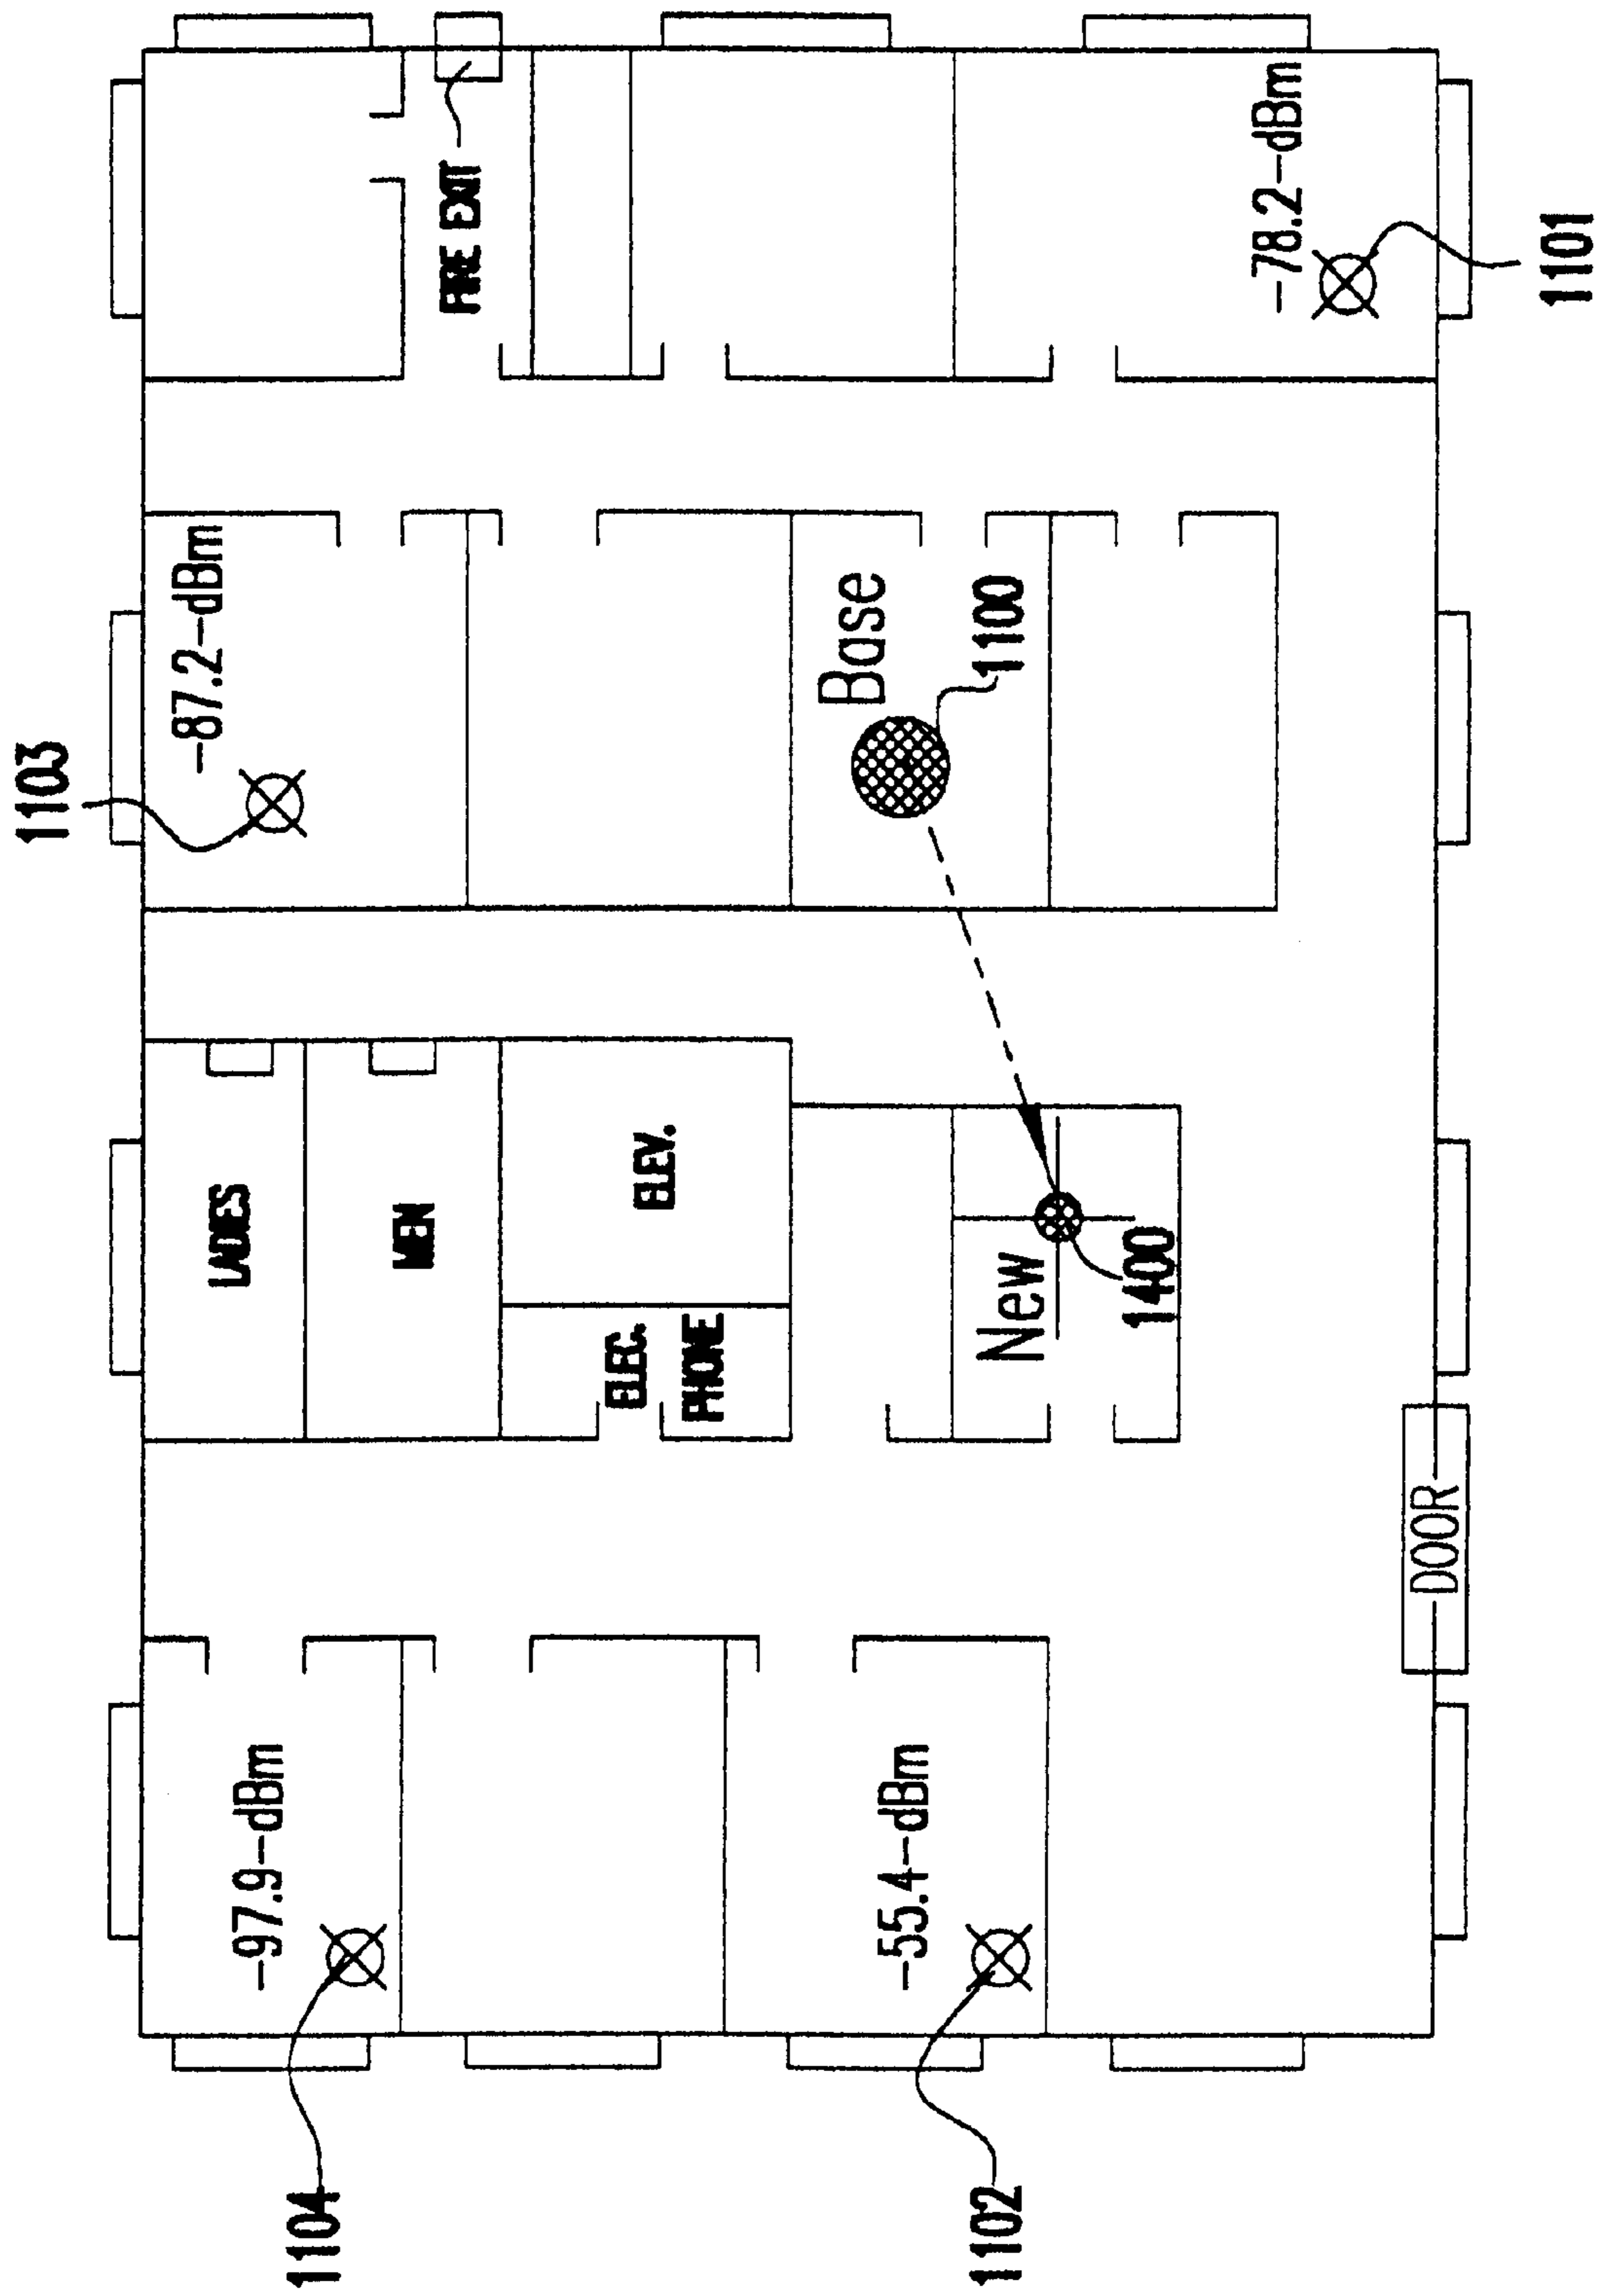 1103
-87.2-dBm
LADIES
-97.9-dBm
1104
MEN
FIRE EXIT
ELEV.
ELEC.
PHONE
Base
-55.4-dBm
1102
New
1100
1400
-78.2-dBm
DOOR
1101